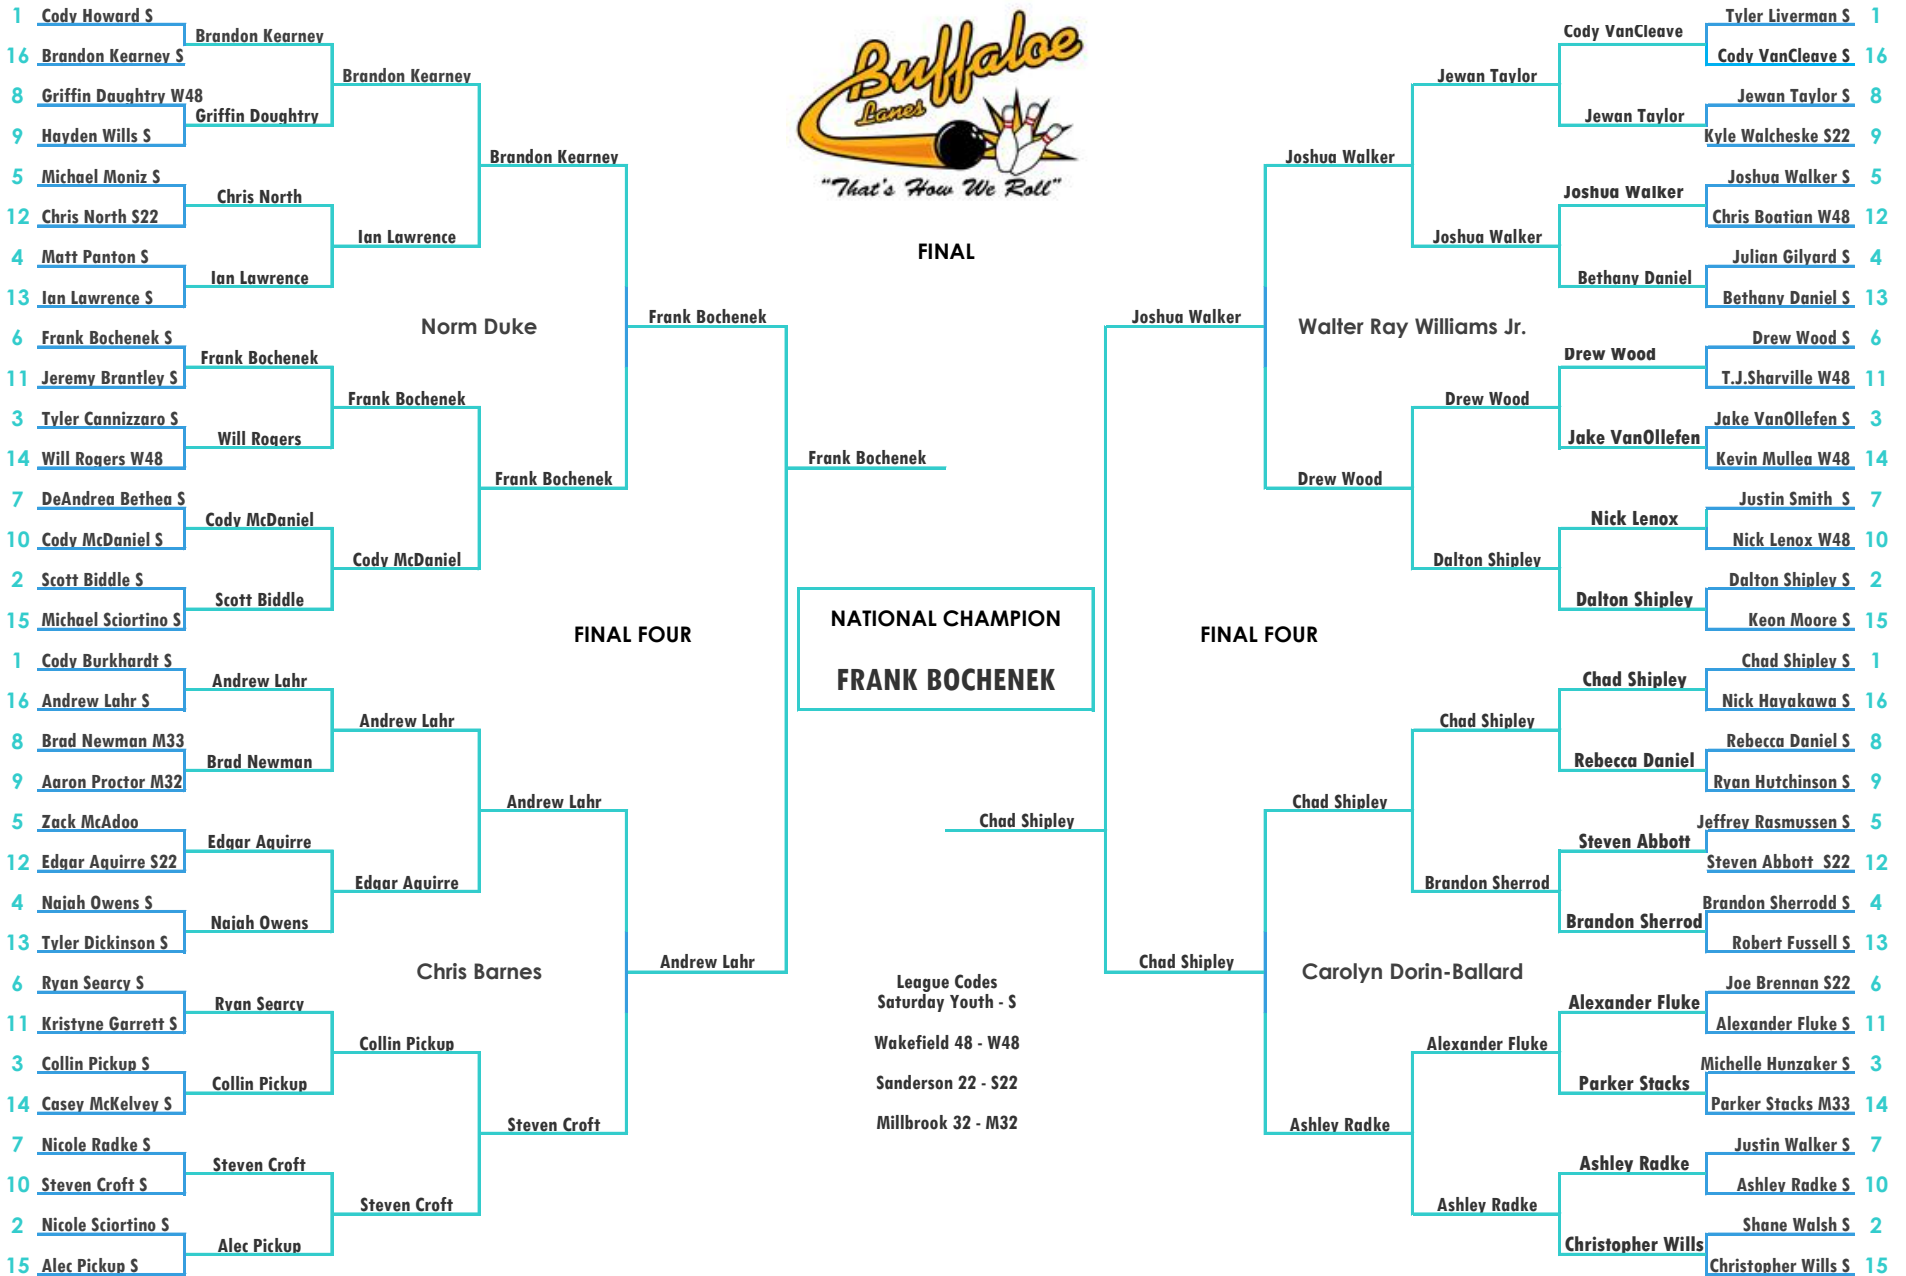 Buffaloe
Lanes
"That's How We Roll"
FINAL
1 Cody Howard S
16 Brandon Kearney S
8 Griffin Daughtry W48
9 Hayden Wills S
5 Michael Moniz S
12 Chris North S22
4 Matt Panton S
13 Ian Lawrence S
6 Frank Bochenek S
11 Jeremy Brantley S
3 Tyler Cannizzaro S
14 Will Rogers W48
7 DeAndrea Bethea S
10 Cody McDaniel S
2 Scott Biddle S
15 Michael Sciortino S
Brandon Kearney
Griffin Doughtry
Chris North
Ian Lawrence
Frank Bochenek
Will Rogers
Cody McDaniel
Scott Biddle
Brandon Kearney
Ian Lawrence
Frank Bochenek
Cody McDaniel
Brandon Kearney
Frank Bochenek
Norm Duke
Frank Bochenek
FINAL FOUR
1 Cody Burkhardt S
16 Andrew Lahr S
8 Brad Newman M33
9 Aaron Proctor M32
5 Zack McAdoo
12 Edgar Aguirre S22
4 Najah Owens S
13 Tyler Dickinson S
6 Ryan Searcy S
11 Kristyne Garrett S
3 Collin Pickup S
14 Casey McKelvey S
7 Nicole Radke S
10 Steven Croft S
2 Nicole Sciortino S
15 Alec Pickup S
Andrew Lahr
Brad Newman
Edgar Aguirre
Najah Owens
Ryan Searcy
Collin Pickup
Steven Croft
Alec Pickup
Andrew Lahr
Edgar Aguirre
Collin Pickup
Steven Croft
Andrew Lahr
Steven Croft
Chris Barnes
Andrew Lahr
Frank Bochenek
NATIONAL CHAMPION
FRANK BOCHENEK
Chad Shipley
League Codes
Saturday Youth - S
Wakefield 48 - W48
Sanderson 22 - S22
Millbrook 32 - M32
Tyler Liverman S 1
Cody VanCleave S 16
Jewan Taylor S 8
Kyle Walcheske S22 9
Joshua Walker S 5
Chris Boatian W48 12
Julian Gilyard S 4
Bethany Daniel S 13
Drew Wood S 6
T.J.Sharville W48 11
Jake VanOllefen S 3
Kevin Mullea W48 14
Justin Smith S 7
Nick Lenox W48 10
Dalton Shipley S 2
Keon Moore S 15
Cody VanCleave
Jewan Taylor
Joshua Walker
Bethany Daniel
Drew Wood
Jake VanOllefen
Nick Lenox
Dalton Shipley
Jewan Taylor
Joshua Walker
Drew Wood
Dalton Shipley
Joshua Walker
Drew Wood
Walter Ray Williams Jr.
Joshua Walker
FINAL FOUR
Chad Shipley S 1
Nick Hayakawa S 16
Rebecca Daniel S 8
Ryan Hutchinson S 9
Jeffrey Rasmussen S 5
Steven Abbott S22 12
Brandon Sherrodd S 4
Robert Fussell S 13
Joe Brennan S22 6
Alexander Fluke S 11
Michelle Hunzaker S 3
Parker Stacks M33 14
Justin Walker S 7
Ashley Radke S 10
Shane Walsh S 2
Christopher Wills S 15
Chad Shipley
Rebecca Daniel
Steven Abbott
Brandon Sherrod
Alexander Fluke
Parker Stacks
Ashley Radke
Christopher Wills
Chad Shipley
Brandon Sherrod
Alexander Fluke
Ashley Radke
Chad Shipley
Ashley Radke
Carolyn Dorin-Ballard
Chad Shipley